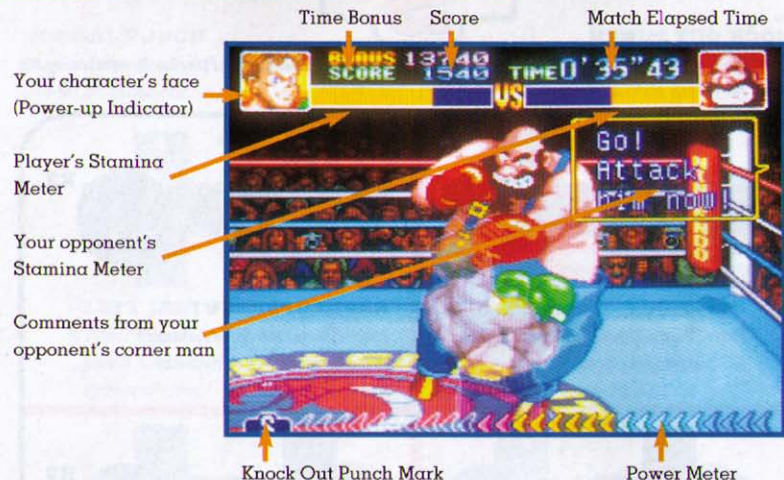 Time Bonus Score Match Elapsed Time
BONUS 13740
SCORE 1540 TIME 0'35"43
VS
Your character's face
(Power-up Indicator)
Player's Stamina
Meter
Your opponent's
Stamina Meter
Comments from your
opponent's corner man
Go!
Attack
him now!
NINTENDO
Knock Out Punch Mark Power Meter